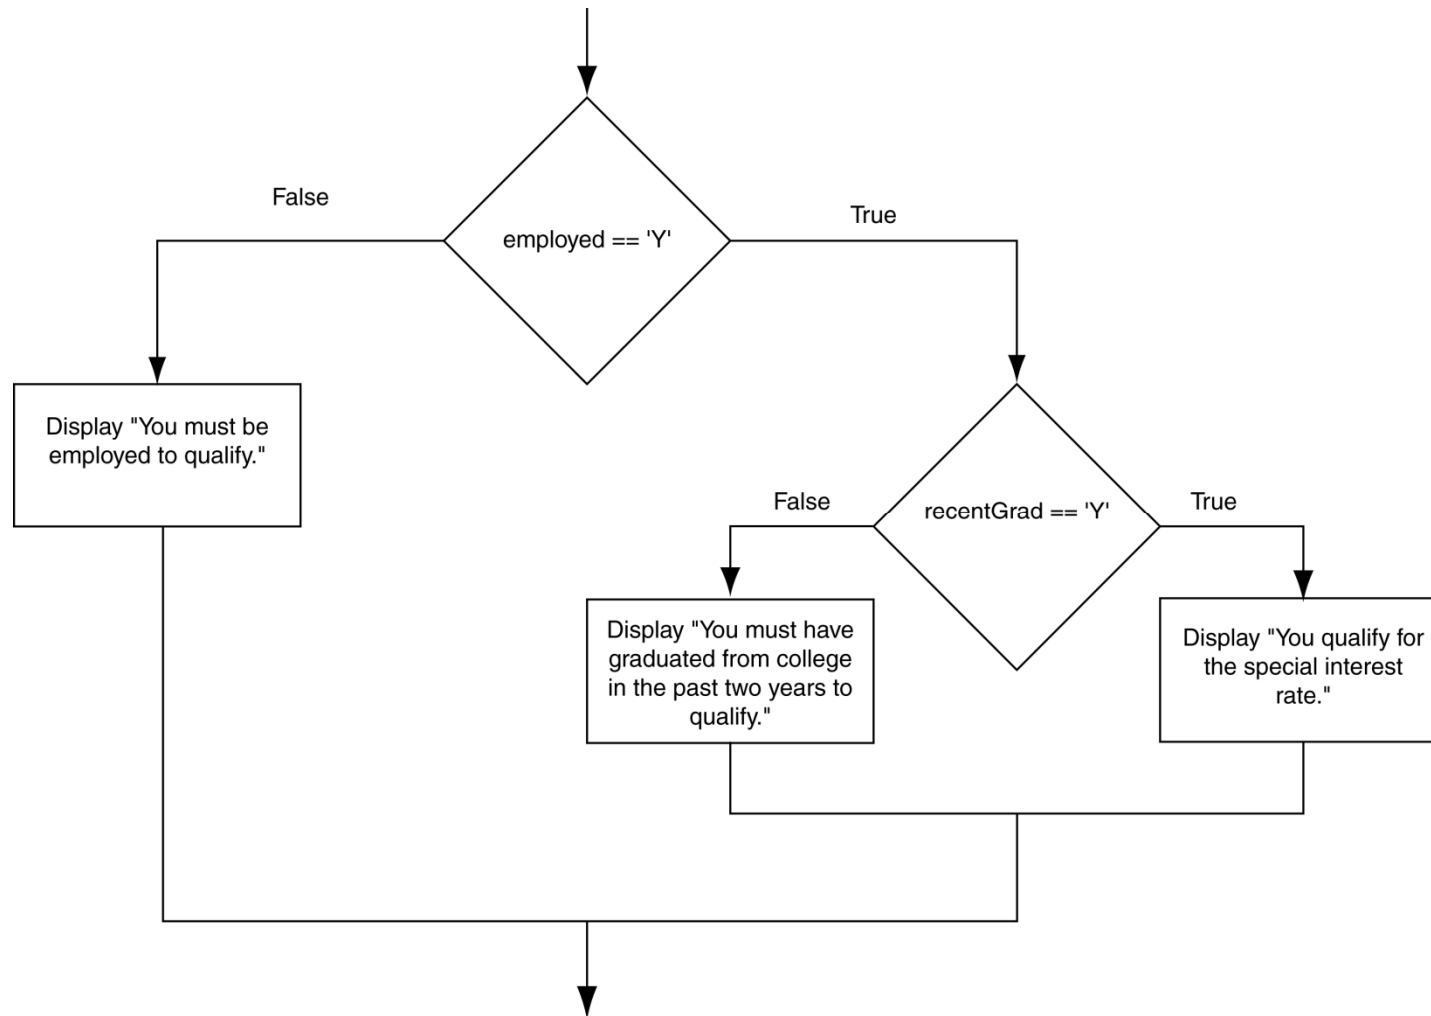 False
True
employed == 'Y'
Display "You must be
employed to qualify."
False
True
recentGrad == 'Y'
Display "You must have
graduated from college
in the past two years to
qualify."
Display "You qualify for
the special interest
rate."